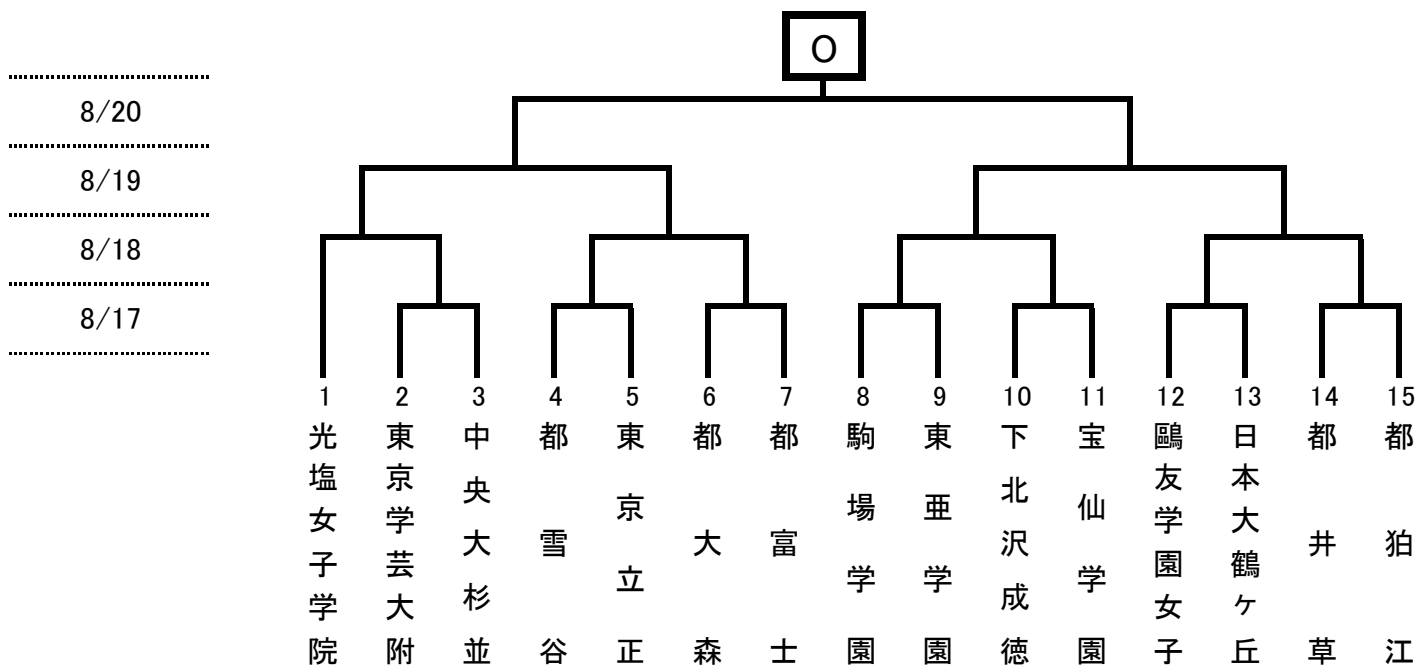 O
8/20
8/19
8/18
8/17
1
2
3
4
5
6
7
8
9
10
11
12
13
14
15
光塩女子学院
東京学芸大附
中央大杉並
都雪谷
東京立正
都大森
都富士
駒場学園
東亜学園
下北沢成徳
宝仙学園
鷗友学園女子
日本大鶴ケ丘
都井草
都狛江